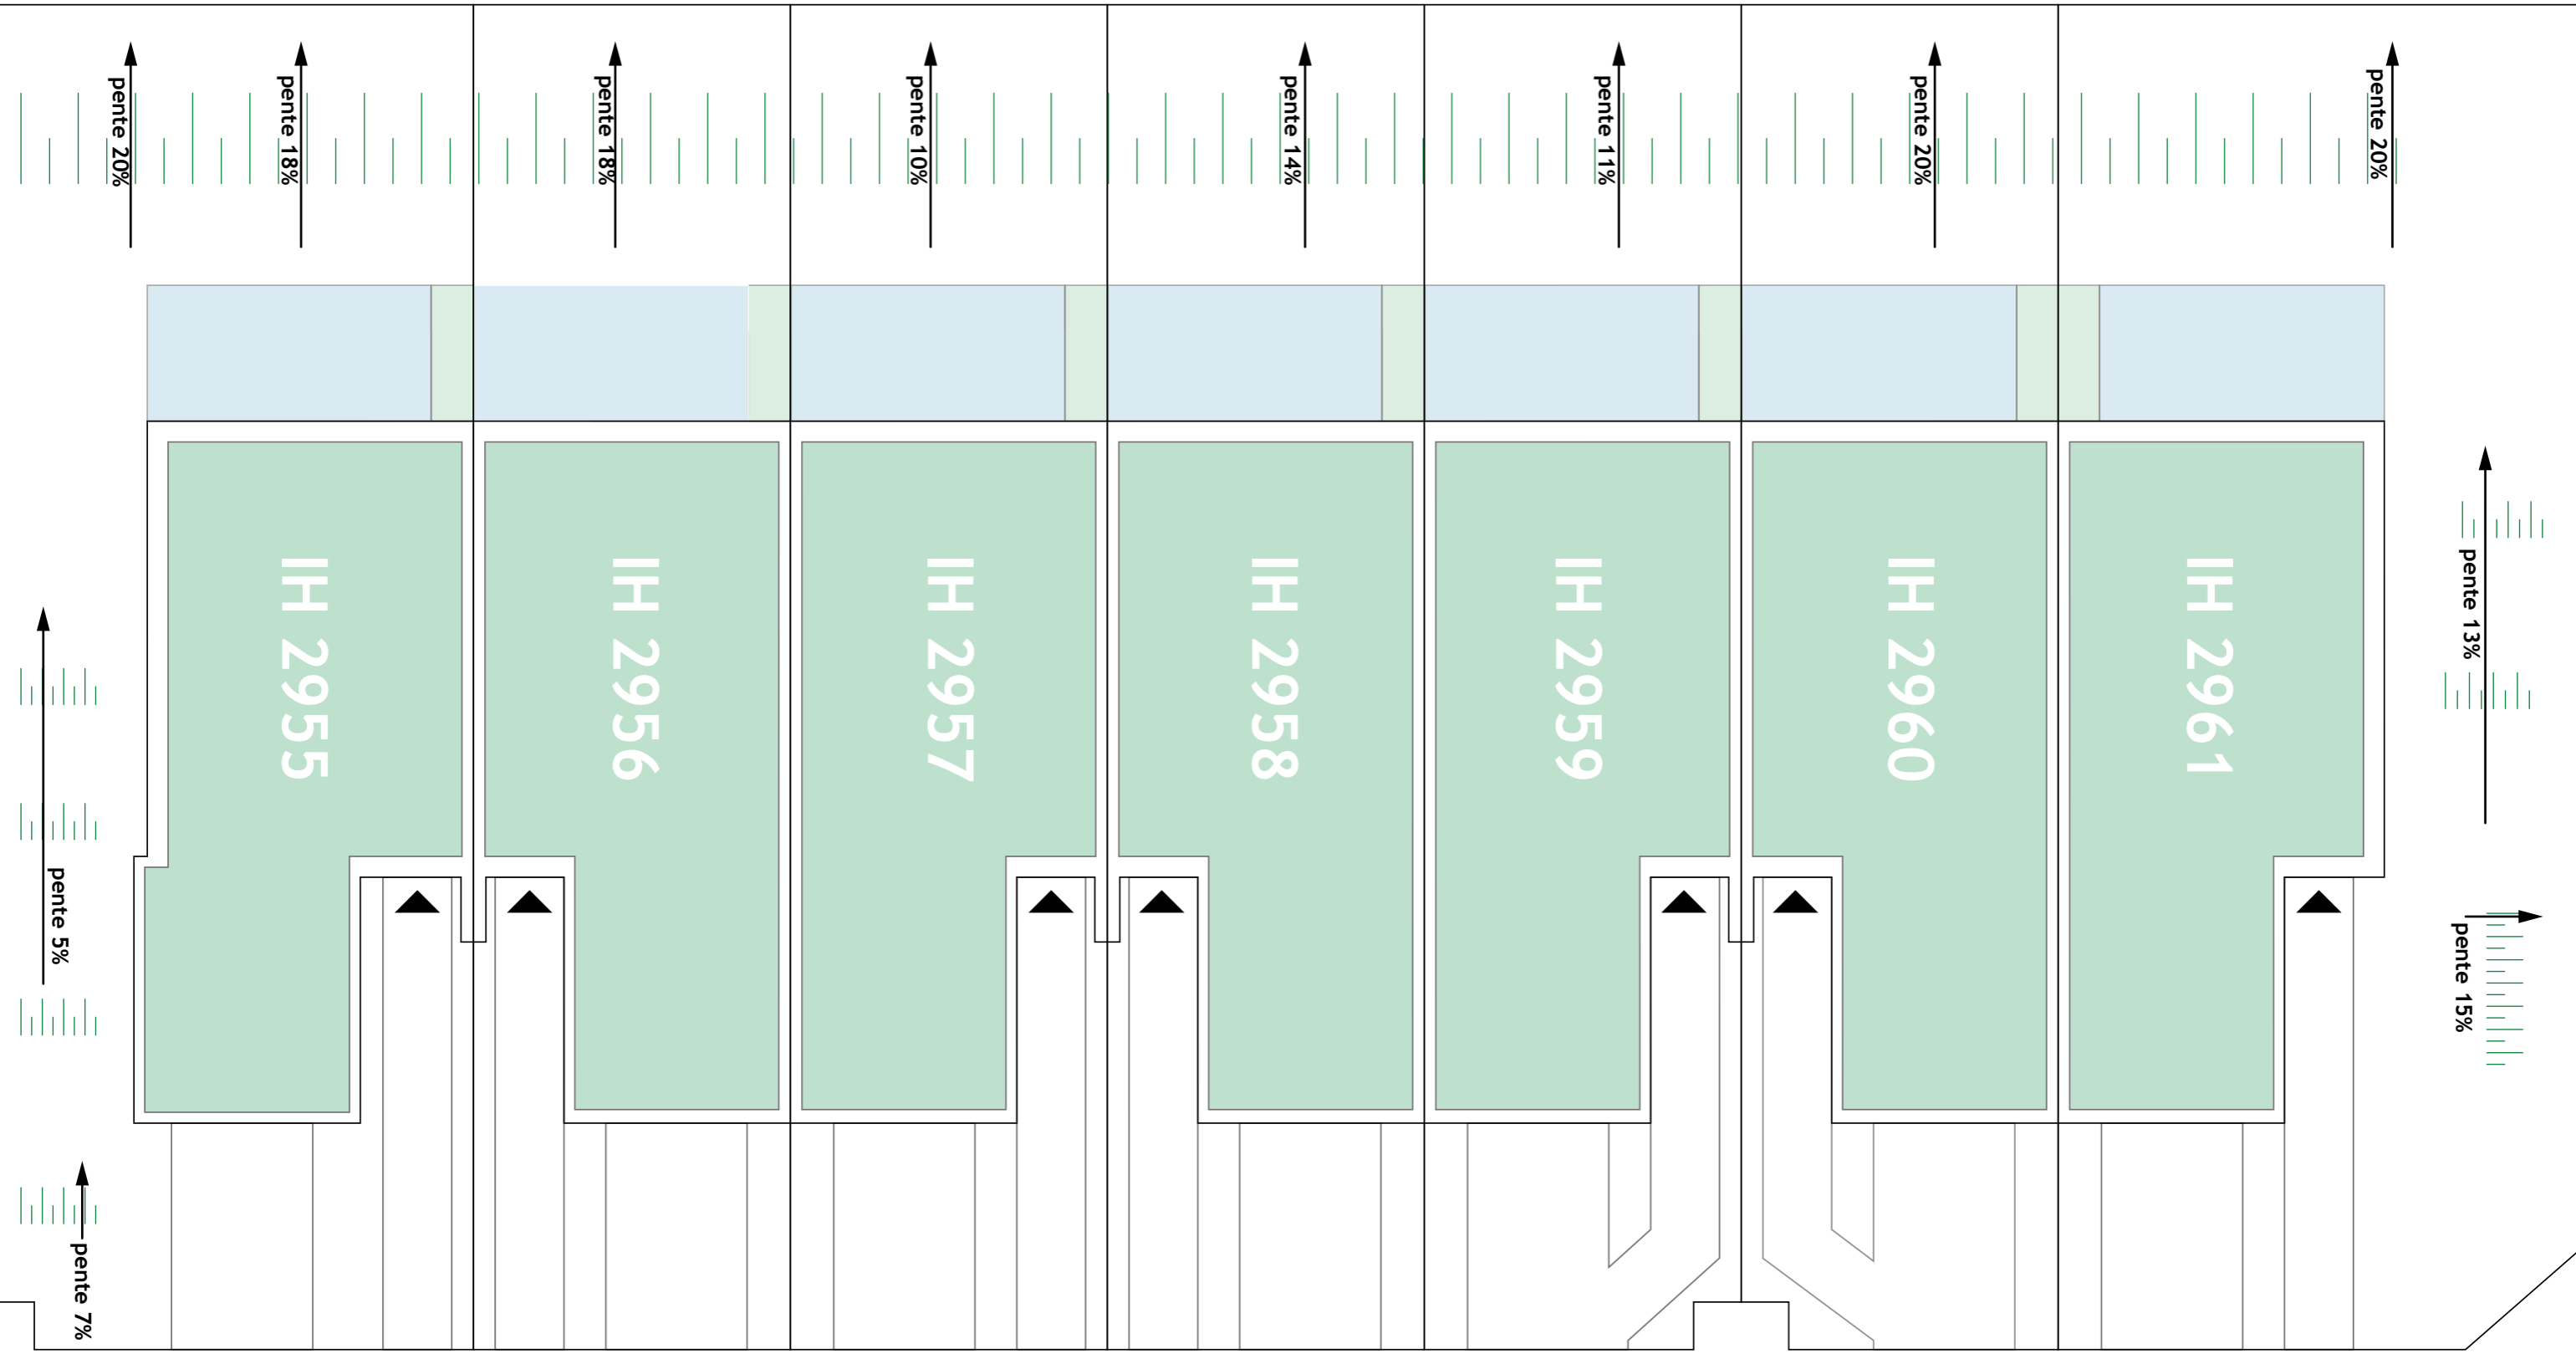 pente 20%
pente 18%
pente 18%
pente 10%
pente 14%
pente 11%
pente 20%
pente 20%
IH 2955
IH 2956
IH 2957
IH 2958
IH 2959
IH 2960
IH 2961
pente 13%
pente 5%
pente 15%
pente 7%